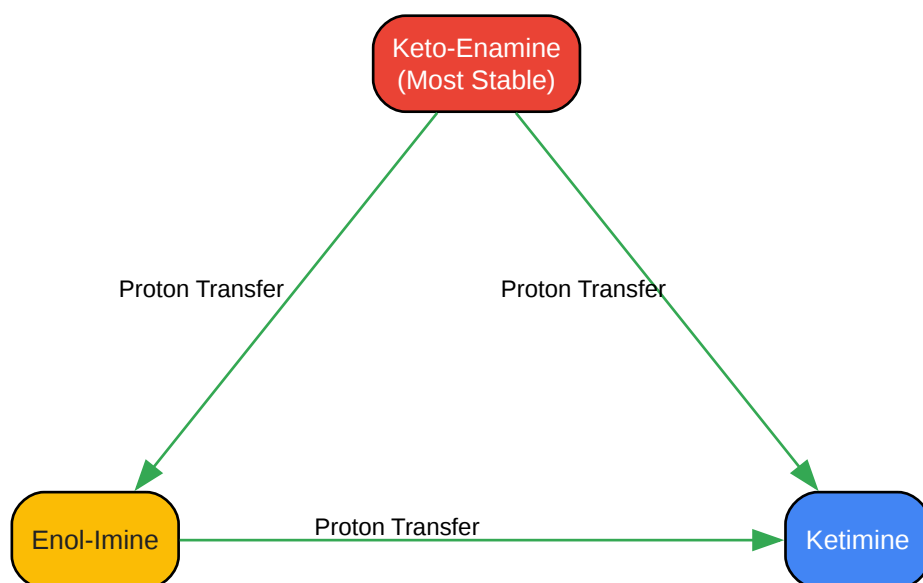 Keto-Enamine
(Most Stable)
Proton Transfer
Proton Transfer
Proton Transfer
Enol-Imine
Ketimine